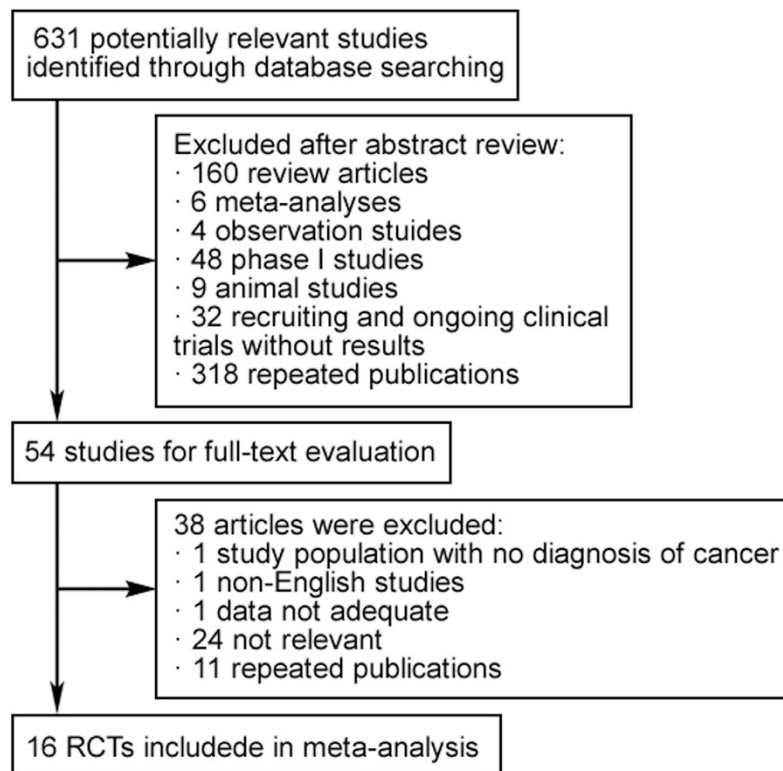 631 potentially relevant studies
identified through database searching
Excluded after abstract review:
· 160 review articles
· 6 meta-analyses
· 4 observation stuides
· 48 phase I studies
· 9 animal studies
· 32 recruiting and ongoing clinical
trials without results
· 318 repeated publications
54 studies for full-text evaluation
38 articles were excluded:
· 1 study population with no diagnosis of cancer
· 1 non-English studies
· 1 data not adequate
· 24 not relevant
· 11 repeated publications
16 RCTs includede in meta-analysis